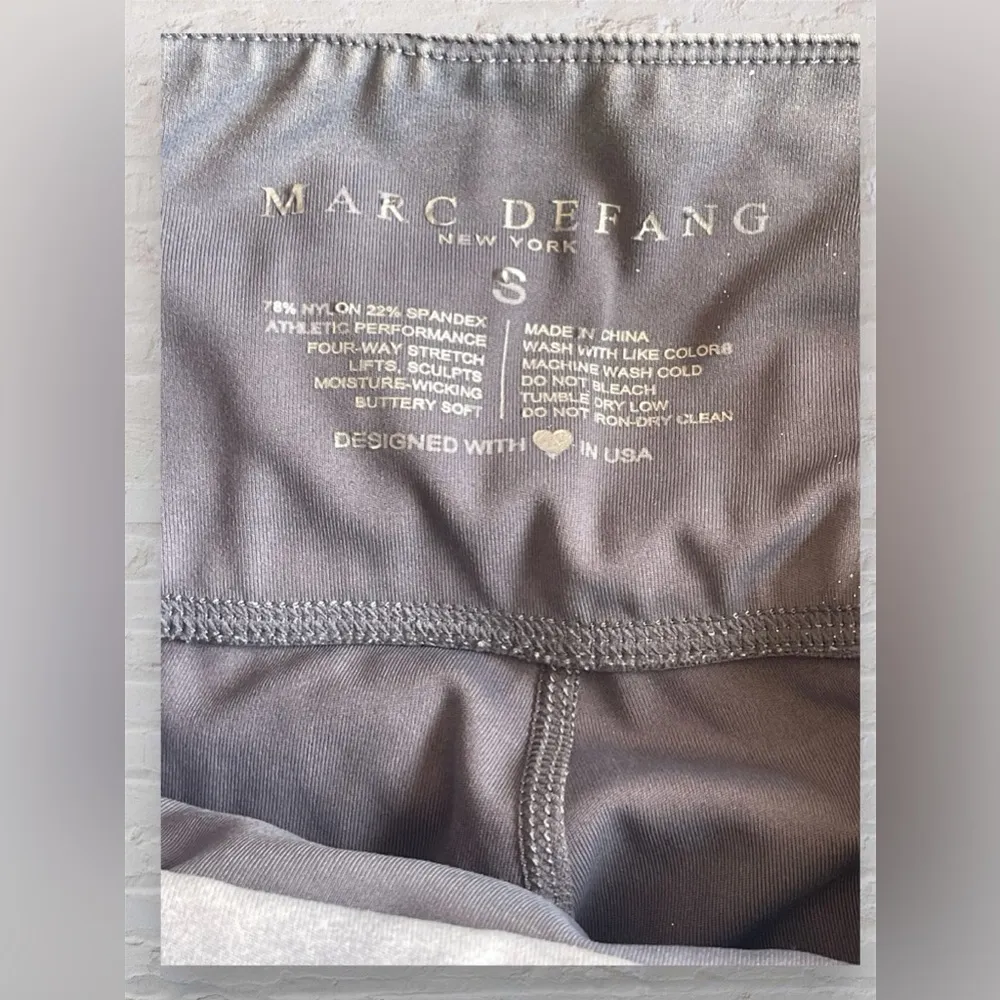 MARC DEFANG
NEW YORK
S
78% NYLON 22% SPANDEX
ATHLETIC PERFORMANCE
FOUR-WAY STRETCH
LIFTS, SCULPTS
MOISTURE-WICKING
BUTTERY SOFT
MADE IN CHINA
WASH WITH LIKE COLORS
MACHINE WASH COLD
DO NOT BLEACH
TUMBLE DRY LOW
DO NOT IRON-DRY CLEAN
DESIGNED WITH ♥ IN USA